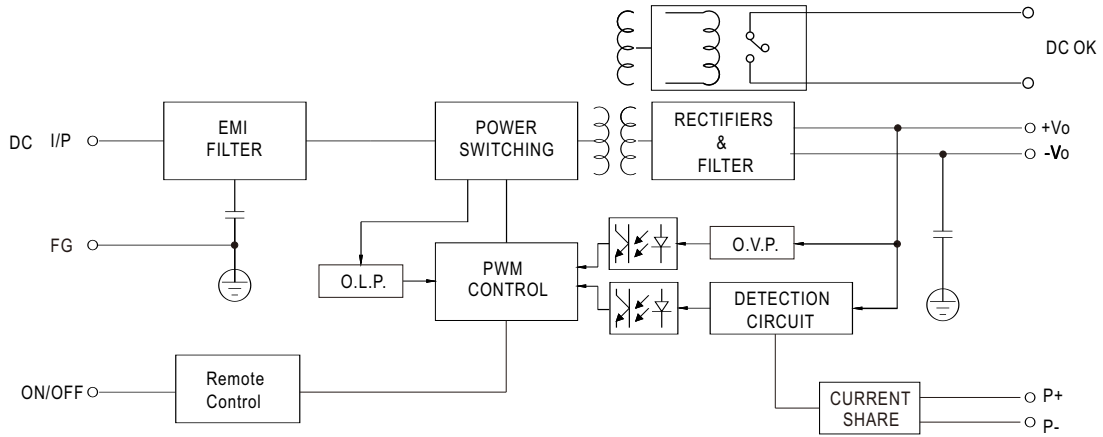 DC OK
EMI
FILTER
POWER
SWITCHING
RECTIFIERS
&
FILTER
DC I/P
+Vo
-Vo
FG
O.L.P.
PWM
CONTROL
O.V.P.
DETECTION
CIRCUIT
ON/OFF
Remote
Control
CURRENT
SHARE
P+
P-